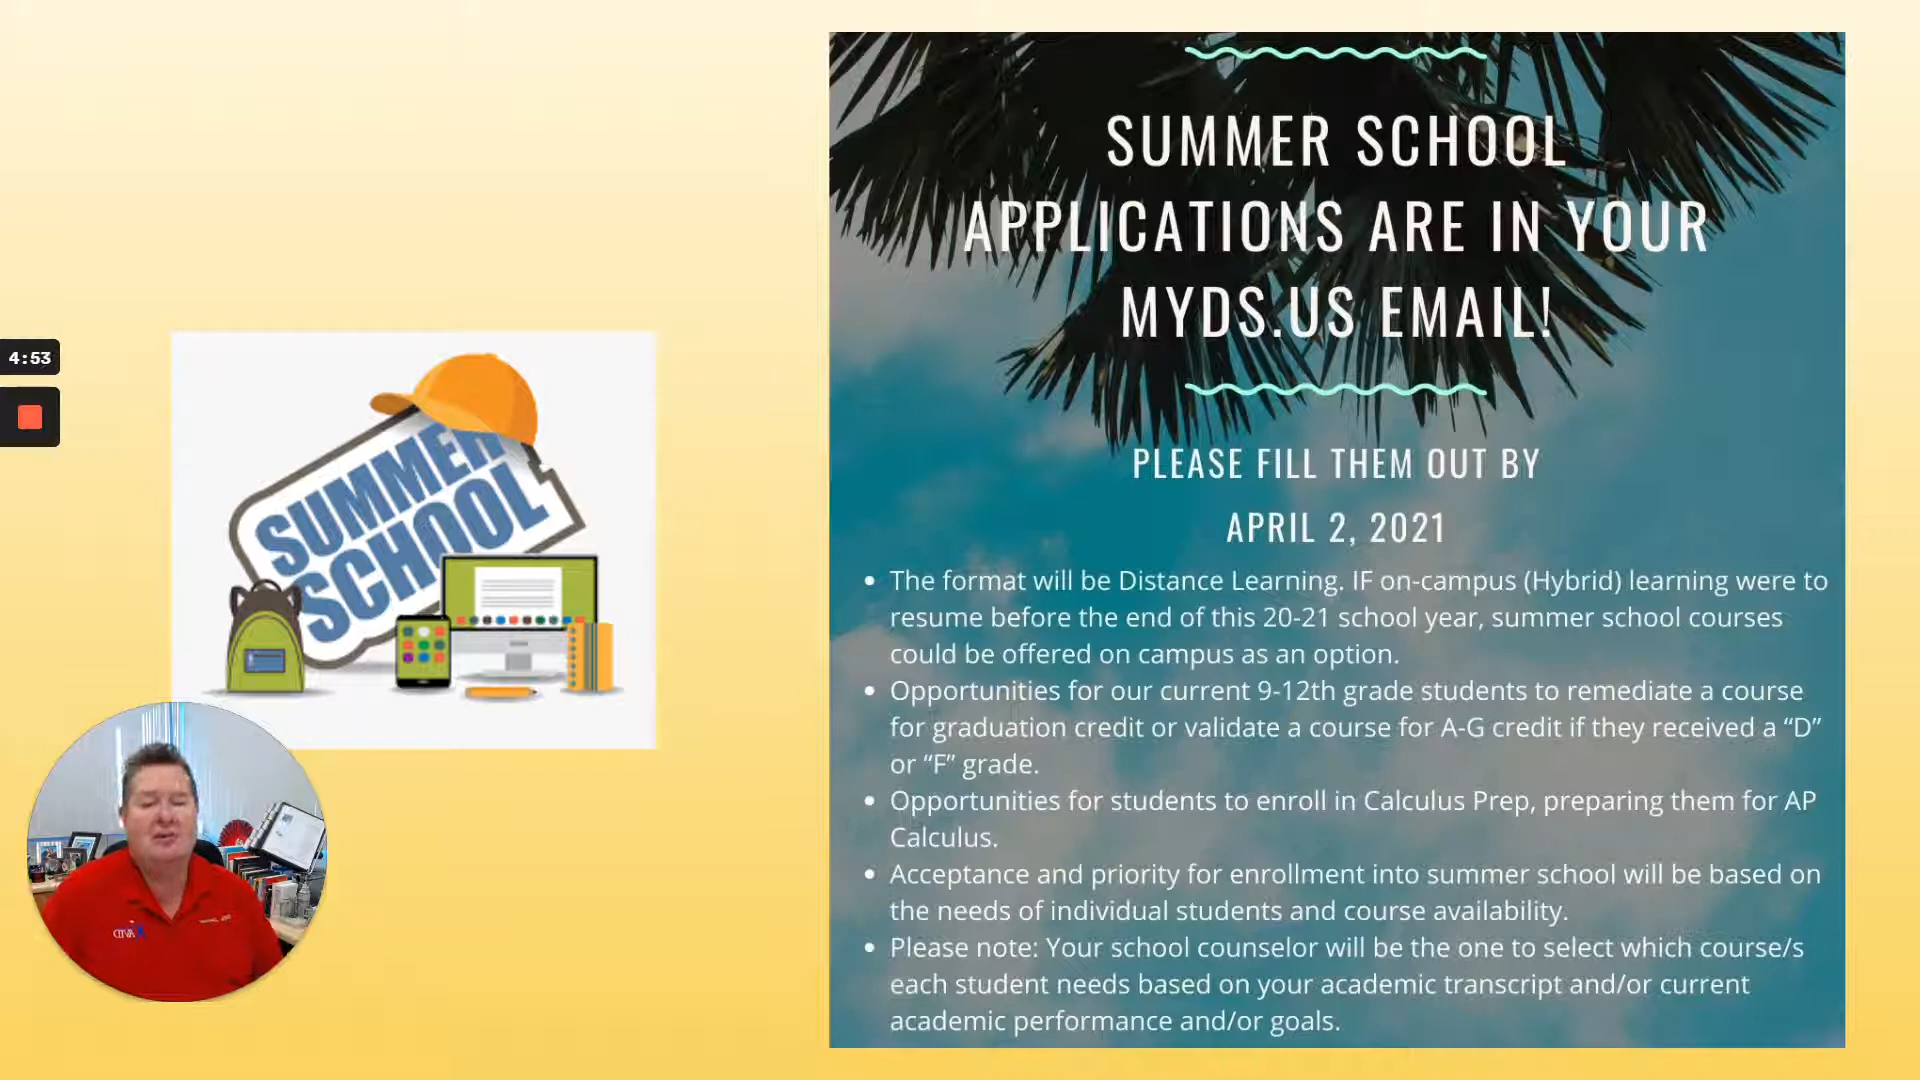 SUMMER SCHOOL
APPLICATIONS ARE IN YOUR
MYDS.US EMAIL!
PLEASE FILL THEM OUT BY
APRIL 2, 2021
• The format will be Distance Learning. IF on-campus (Hybrid) learning were to
resume before the end of this 20-21 school year, summer school courses
could be offered on campus as an option.
• Opportunities for our current 9-12th grade students to remediate a course
for graduation credit or validate a course for A-G credit if they received a “D”
or “F” grade.
• Opportunities for students to enroll in Calculus Prep, preparing them for AP
Calculus.
• Acceptance and priority for enrollment into summer school will be based on
the needs of individual students and course availability.
• Please note: Your school counselor will be the one to select which course/s
each student needs based on your academic transcript and/or current
academic performance and/or goals.
4:53
SUMMER
SCHOOL